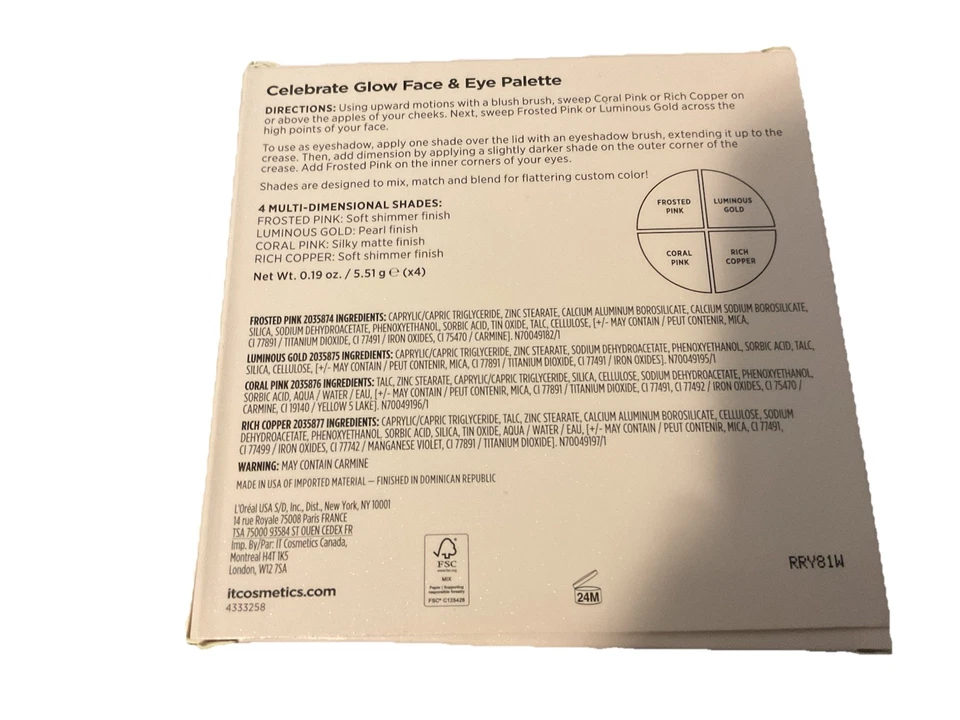 Celebrate Glow Face & Eye Palette
DIRECTIONS: Using upward motions with a blush brush, sweep Coral Pink or Rich Copper on
or above the apples of your cheeks. Next, sweep Frosted Pink or Luminous Gold across the
high points of your face.
To use as eyeshadow, apply one shade over the lid with an eyeshadow brush, extending it up to the
crease. Then, add dimension by applying a slightly darker shade on the outer corner of the
crease. Add Frosted Pink on the inner corners of your eyes.
Shades are designed to mix, match and blend for flattering custom color!
4 MULTI-DIMENSIONAL SHADES:
FROSTED PINK: Soft shimmer finish
LUMINOUS GOLD: Pearl finish
CORAL PINK: Silky matte finish
RICH COPPER: Soft shimmer finish
Net Wt. 0.19 oz. / 5.51 g e (x4)
FROSTED
PINK
LUMINOUS
GOLD
CORAL
PINK
RICH
COPPER
FROSTED PINK 2035874 INGREDIENTS: CAPRYLIC/CAPRIC TRIGLYCERIDE, ZINC STEARATE, CALCIUM ALUMINUM BOROSILICATE, CALCIUM SODIUM BOROSILICATE,
SILICA, SODIUM DEHYDROACETATE, PHENOXYETHANOL, SORBIC ACID, TIN OXIDE, TALC, CELLULOSE, [+/- MAY CONTAIN / PEUT CONTENIR, MICA,
CI 77891 / TITANIUM DIOXIDE, CI 77491 / IRON OXIDES, CI 75470 / CARMINE]. N70049182/1
LUMINOUS GOLD 2035875 INGREDIENTS: CAPRYLIC/CAPRIC TRIGLYCERIDE, ZINC STEARATE, SODIUM DEHYDROACETATE, PHENOXYETHANOL, SORBIC ACID, TALC,
SILICA, CELLULOSE, [+/- MAY CONTAIN / PEUT CONTENIR, MICA, CI 77891 / TITANIUM DIOXIDE, CI 77491 / IRON OXIDES]. N70049195/1
CORAL PINK 2035876 INGREDIENTS: TALC, ZINC STEARATE, CAPRYLIC/CAPRIC TRIGLYCERIDE, SILICA, CELLULOSE, SODIUM DEHYDROACETATE, PHENOXYETHANOL,
SORBIC ACID, AQUA / WATER / EAU, [+/- MAY CONTAIN / PEUT CONTENIR, MICA, CI 77891 / TITANIUM DIOXIDE, CI 77491, CI 77492 / IRON OXIDES, CI 75470 /
CARMINE, CI 19140 / YELLOW 5 LAKE]. N70049196/1
RICH COPPER 2035877 INGREDIENTS: CAPRYLIC/CAPRIC TRIGLYCERIDE, TALC, ZINC STEARATE, CALCIUM ALUMINUM BOROSILICATE, CELLULOSE, SODIUM
DEHYDROACETATE, PHENOXYETHANOL, SORBIC ACID, SILICA, TIN OXIDE, AQUA / WATER / EAU, [+/- MAY CONTAIN / PEUT CONTENIR, MICA, CI 77491,
CI 77499 / IRON OXIDES, CI 77742 / MANGANESE VIOLET, CI 77891 / TITANIUM DIOXIDE]. N70049197/1
WARNING: MAY CONTAIN CARMINE
MADE IN USA OF IMPORTED MATERIAL – FINISHED IN DOMINICAN REPUBLIC
L'Oréal USA S/D, Inc., Dist., New York, NY 10001
14 rue Royale 75008 Paris FRANCE
TSA 75000 93584 ST OUEN CEDEX FR
Imp. By/Par: IT Cosmetics Canada,
Montreal H4T 1K5
London, W12 7SA
itcosmetics.com
4333258
FSC
www.fsc.org
MIX
Paper | Supporting
responsible forestry
FSC® C135428
24M
RRY81W